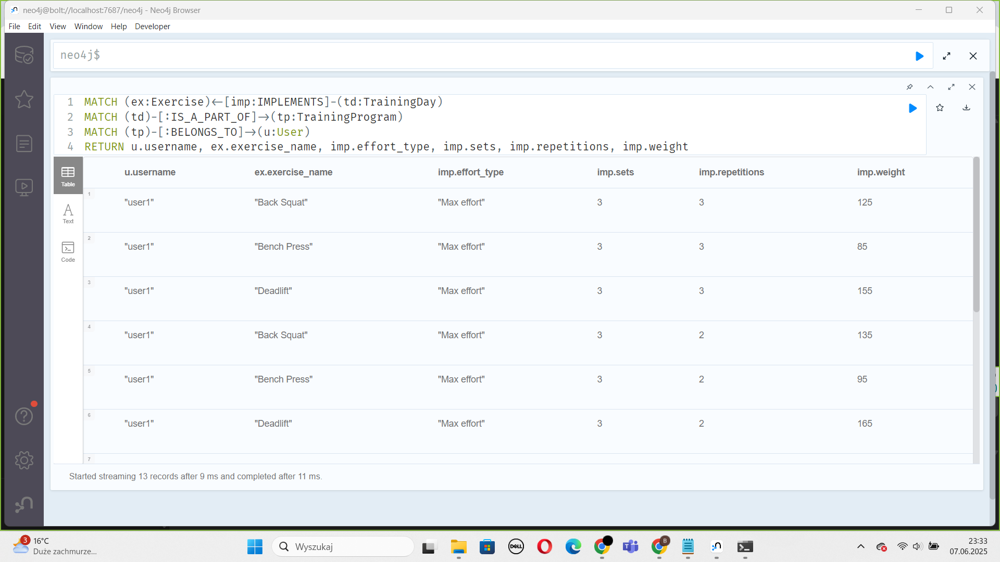 neo4j@bolt://localhost:7687/neo4j - Neo4j Browser
File Edit View Window Help Developer
neo4j$
1 MATCH (ex:Exercise)<-[imp:IMPLEMENTS]-(td:TrainingDay)
2 MATCH (td)-[:IS_A_PART_OF]->(tp:TrainingProgram)
3 MATCH (tp)-[:BELONGS_TO]->(u:User)
4 RETURN u.username, ex.exercise_name, imp.effort_type, imp.sets, imp.repetitions, imp.weight
Table
Text
Code
u.username ex.exercise_name imp.effort_type imp.sets imp.repetitions imp.weight
1 "user1" "Back Squat" "Max effort" 3 3 125
2 "user1" "Bench Press" "Max effort" 3 3 85
3 "user1" "Deadlift" "Max effort" 3 3 155
4 "user1" "Back Squat" "Max effort" 3 2 135
5 "user1" "Bench Press" "Max effort" 3 2 95
6 "user1" "Deadlift" "Max effort" 3 2 165
7
Started streaming 13 records after 9 ms and completed after 11 ms.
3
16°C
Duże zachmurze...
Wyszukaj
DELL
T
B
23:33
07.06.2025